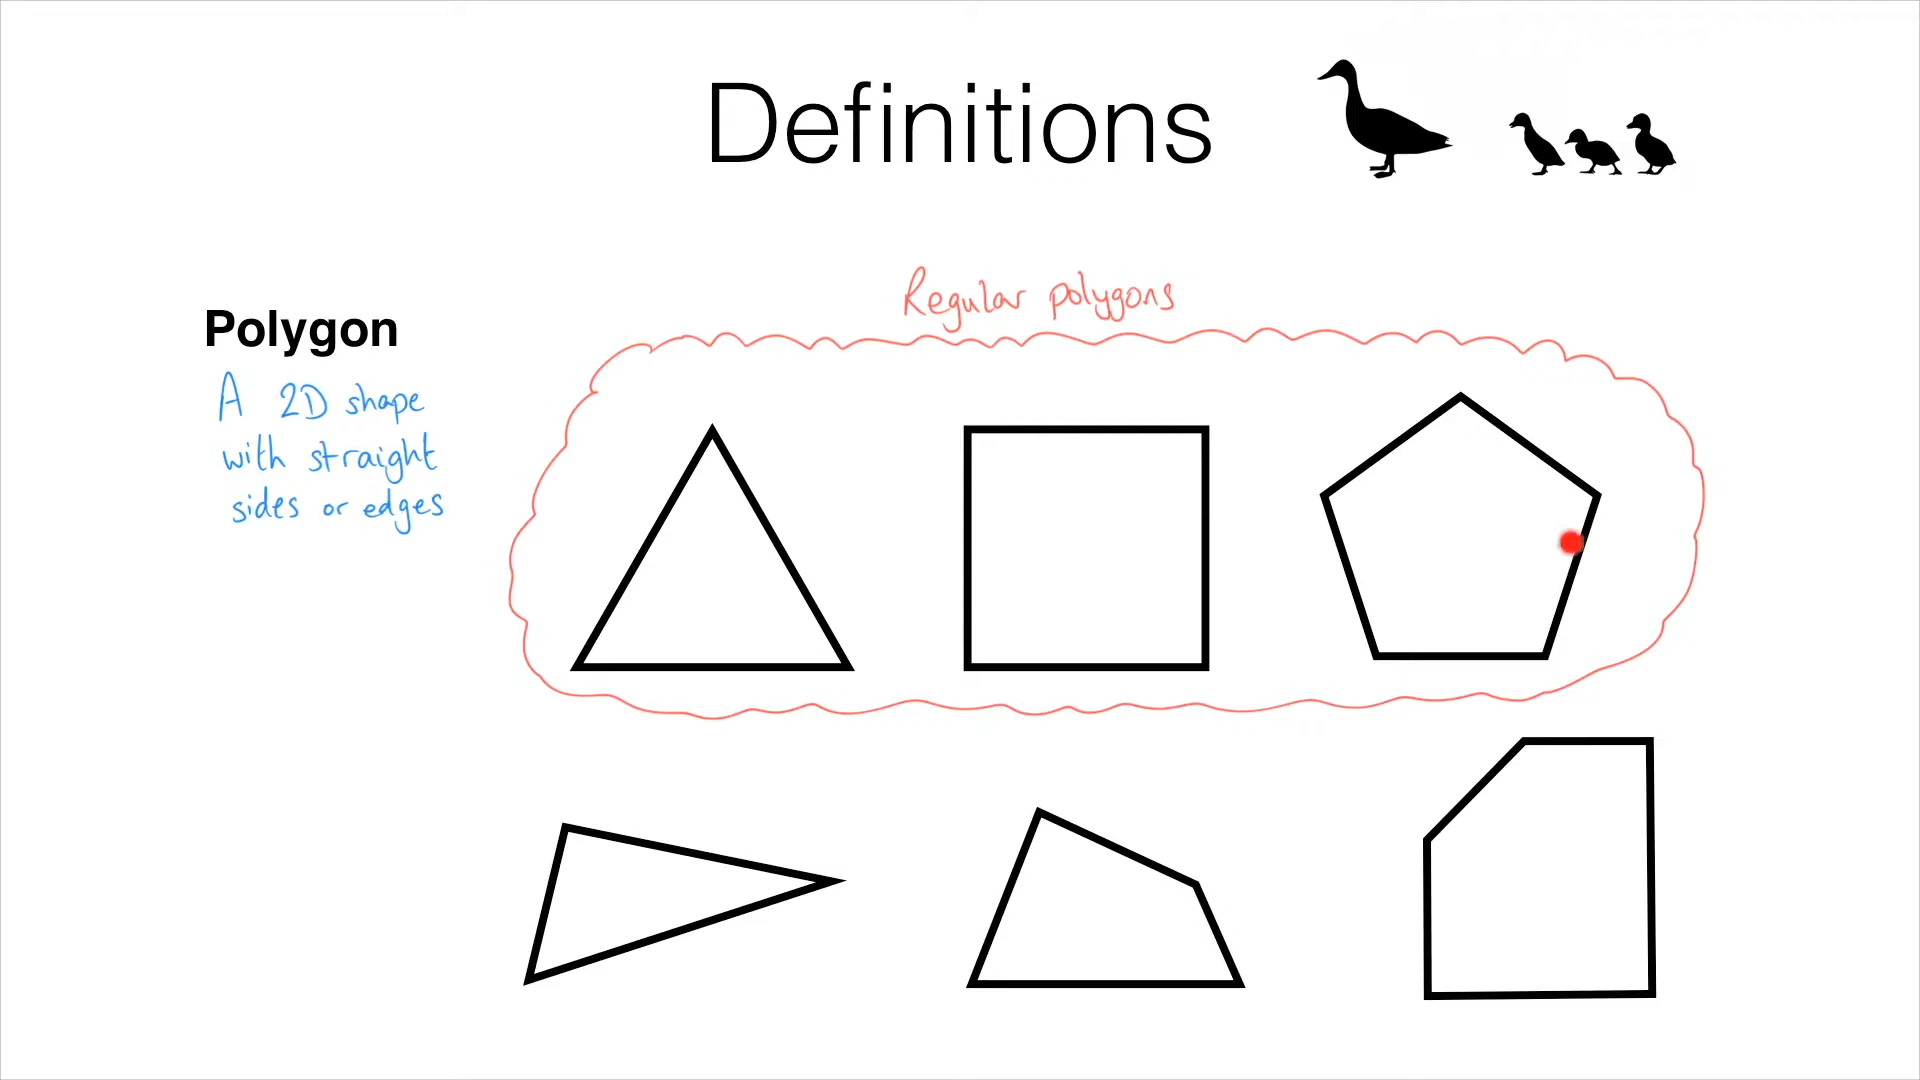 Definitions
Regular polygons
Polygon
A 2D shape
with straight
sides or edges